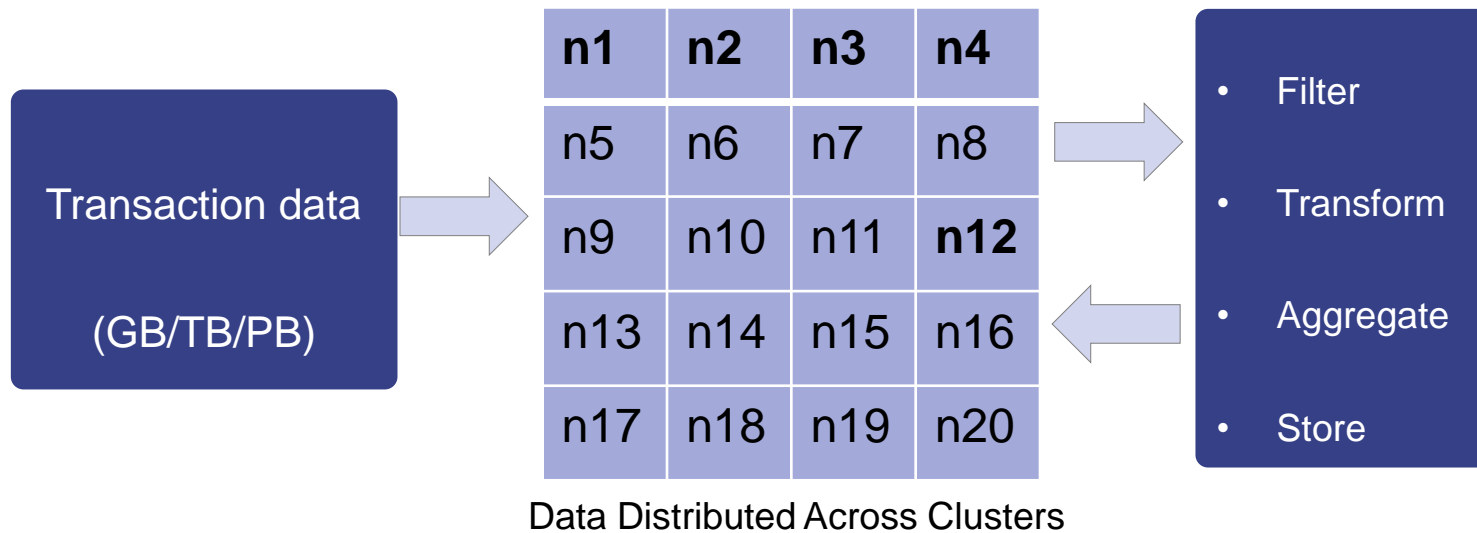 Transaction data
(GB/TB/PB)
n1 n2 n3 n4
n5 n6 n7 n8
n9 n10 n11 n12
n13 n14 n15 n16
n17 n18 n19 n20
Data Distributed Across Clusters
• Filter
• Transform
• Aggregate
• Store